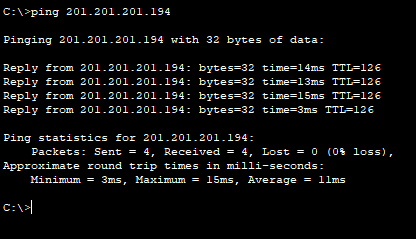 C:\>ping 201.201.201.194
Pinging 201.201.201.194 with 32 bytes of data:
Reply from 201.201.201.194: bytes=32 time=14ms TTL=126
Reply from 201.201.201.194: bytes=32 time=13ms TTL=126
Reply from 201.201.201.194: bytes=32 time=15ms TTL=126
Reply from 201.201.201.194: bytes=32 time=3ms TTL=126
Ping statistics for 201.201.201.194:
Packets: Sent = 4, Received = 4, Lost = 0 (0% loss),
Approximate round trip times in milli-seconds:
Minimum = 3ms, Maximum = 15ms, Average = 11ms
C:\>